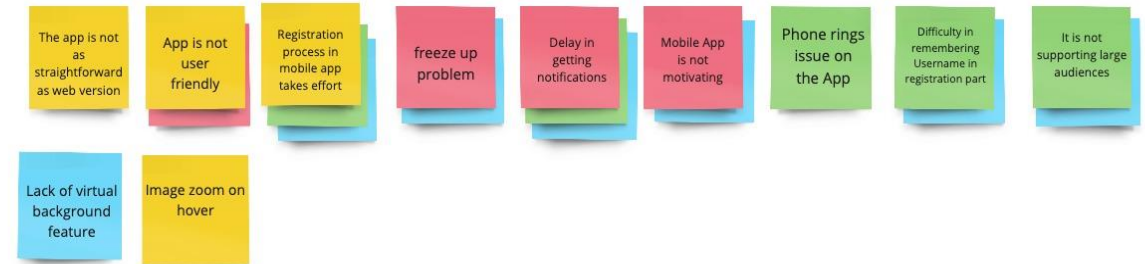 The app is not
as
straightforward
as web version
App is not
user
friendly
Registration
process in
mobile app
takes effort
freeze up
problem
Delay in
getting
notifications
Mobile App
is not
motivating
Phone rings
issue on
the App
Difficulty in
remembering
Username in
registration part
It is not
supporting large
audiences
Lack of virtual
background
feature
Image zoom on
hover